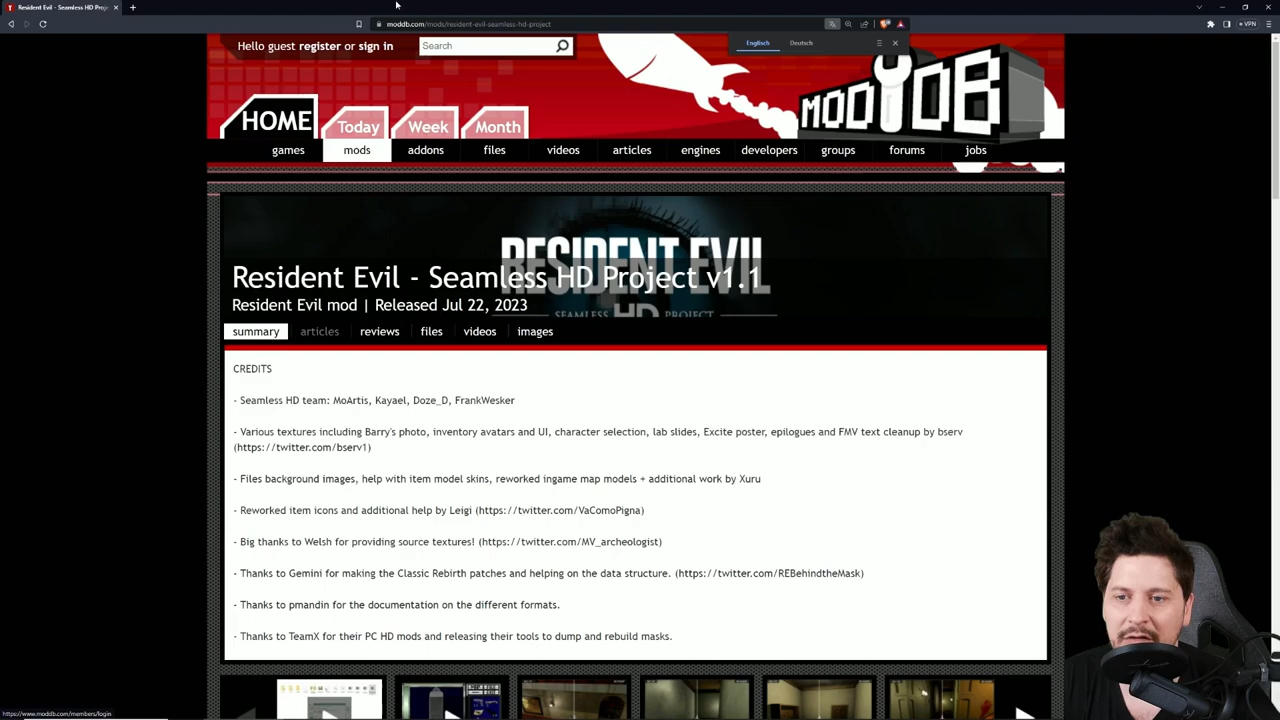 Resident Evil - Seamless HD Proje
moddb.com/mods/resident-evil-seamless-hd-project
VPN
Englisch Deutsch
Hello guest register or sign in
Search
MODDB
HOME Today Week Month
games mods addons files videos articles engines developers groups forums jobs
RESIDENT EVIL
Resident Evil - Seamless HD Project v1.1
Resident Evil mod | Released Jul 22, 2023
SEAMLESS HD PROJECT
summary articles reviews files videos images
CREDITS
- Seamless HD team: MoArtis, Kayael, Doze_D, FrankWesker
- Various textures including Barry's photo, inventory avatars and UI, character selection, lab slides, Excite poster, epilogues and FMV text cleanup by bserv
(https://twitter.com/bserv1)
- Files background images, help with item model skins, reworked ingame map models + additional work by Xuru
- Reworked item icons and additional help by Leigi (https://twitter.com/VaComoPigna)
- Big thanks to Welsh for providing source textures! (https://twitter.com/MV_archeologist)
- Thanks to Gemini for making the Classic Rebirth patches and helping on the data structure. (https://twitter.com/REBehindtheMask)
- Thanks to pmandin for the documentation on the different formats.
- Thanks to TeamX for their PC HD mods and releasing their tools to dump and rebuild masks.
https://www.moddb.com/members/login